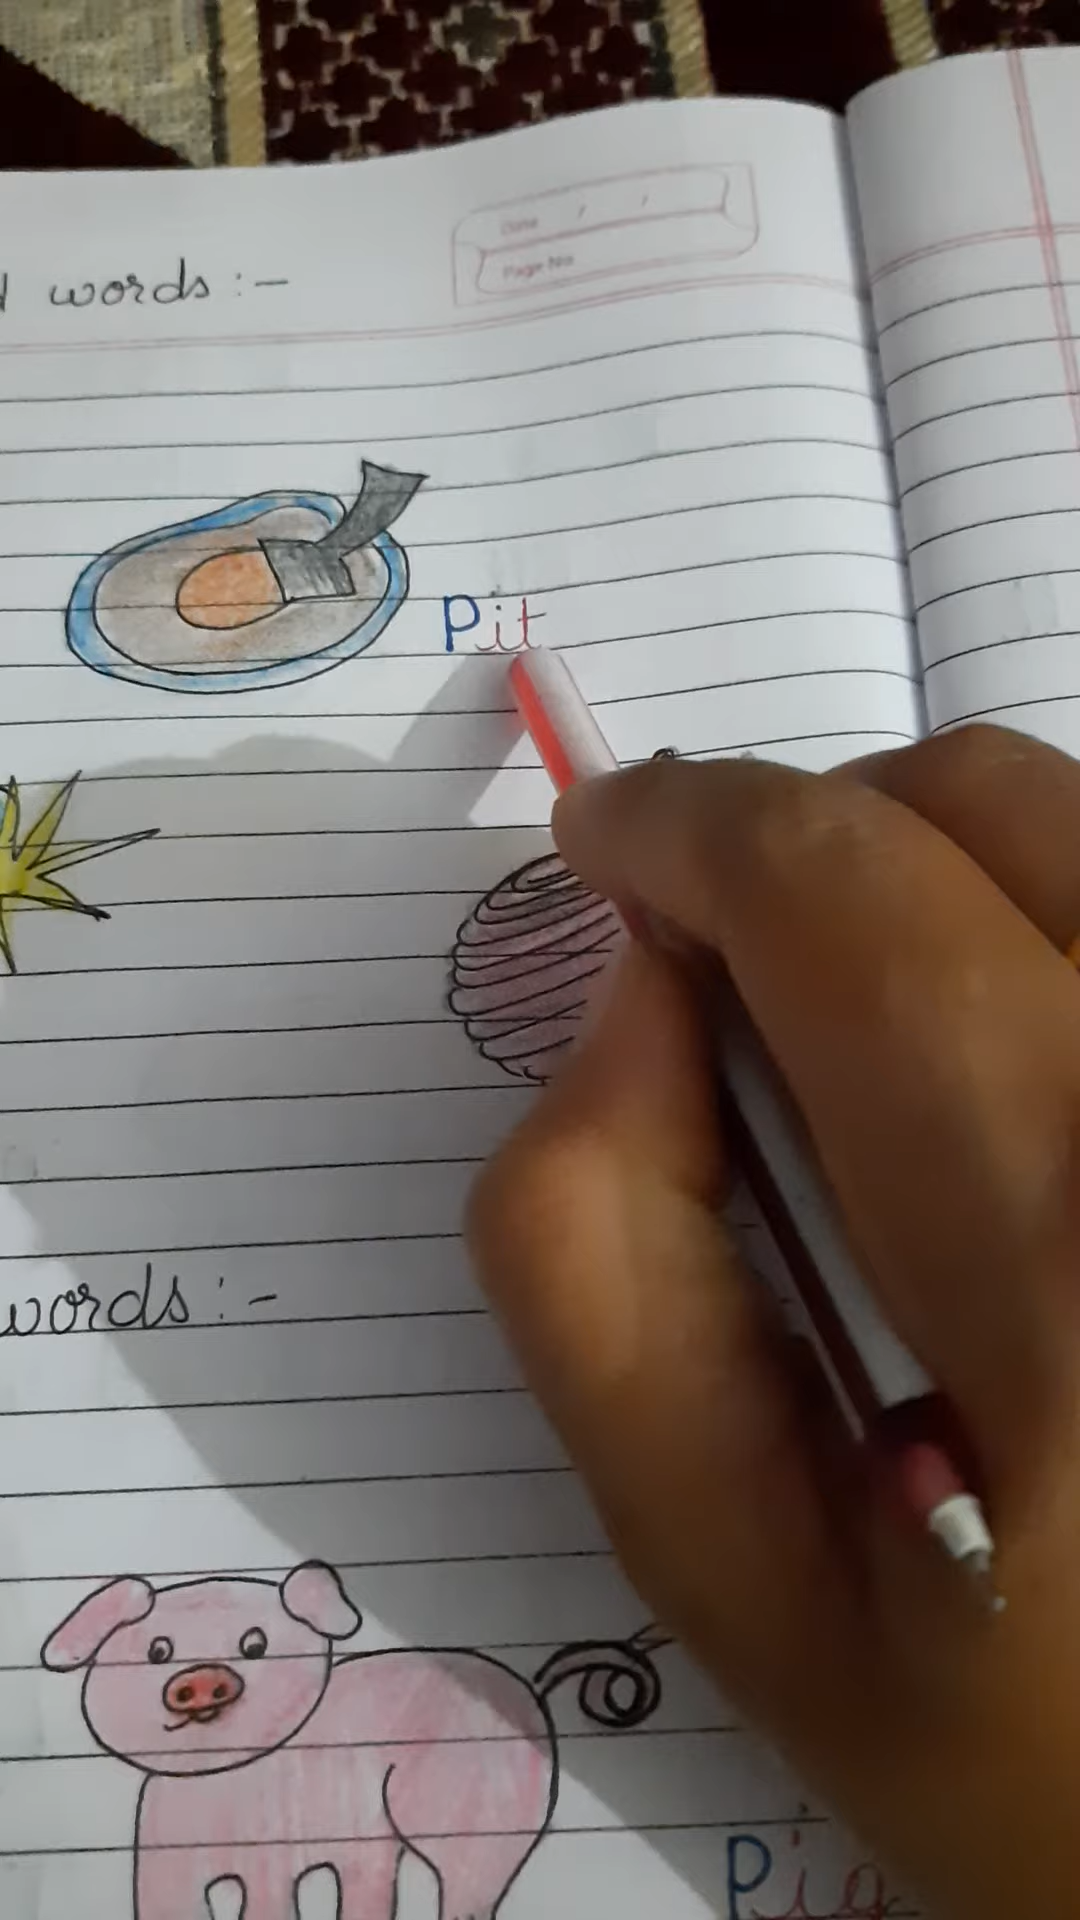 Date / /
Page No
words :-
Pit
words :-
Pig